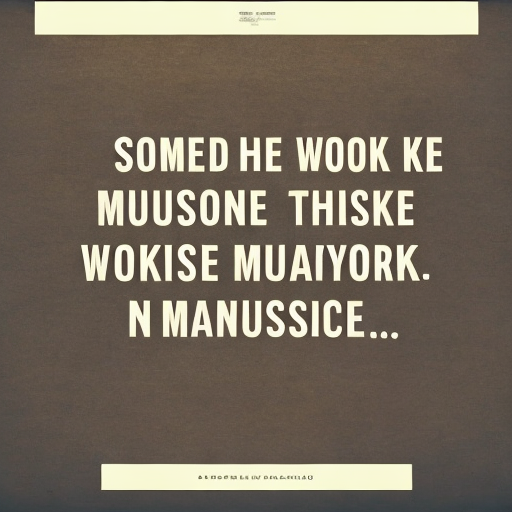 SOMED HE WOOK KE
MUUSONE THISKE
WOKISE MUAIYORK.
N MANUSSICE...